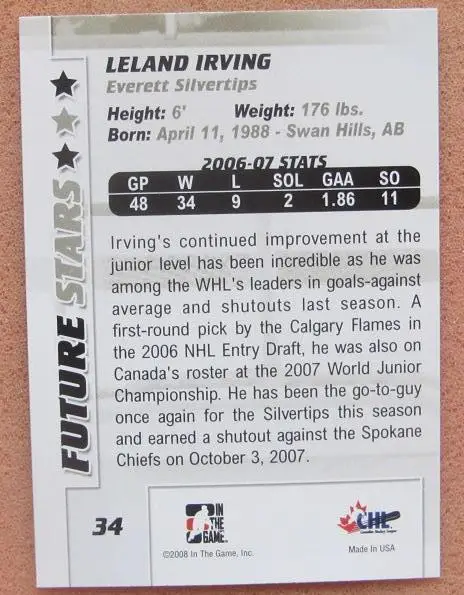 LELAND IRVING
Everett Silvertips
Height: 6' Weight: 176 lbs.
Born: April 11, 1988 - Swan Hills, AB
2006-07 STATS
GP W L SOL GAA SO
48 34 9 2 1.86 11
Irving's continued improvement at the
junior level has been incredible as he was
among the WHL's leaders in goals-against
average and shutouts last season. A
first-round pick by the Calgary Flames in
the 2006 NHL Entry Draft, he was also on
Canada's roster at the 2007 World Junior
Championship. He has been the go-to-guy
once again for the Silvertips this season
and earned a shutout against the Spokane
Chiefs on October 3, 2007.
FUTURE STARS
34
IN
THE
GAME
©2008 In The Game, Inc.
CHL
Canadian Hockey League
Made In USA